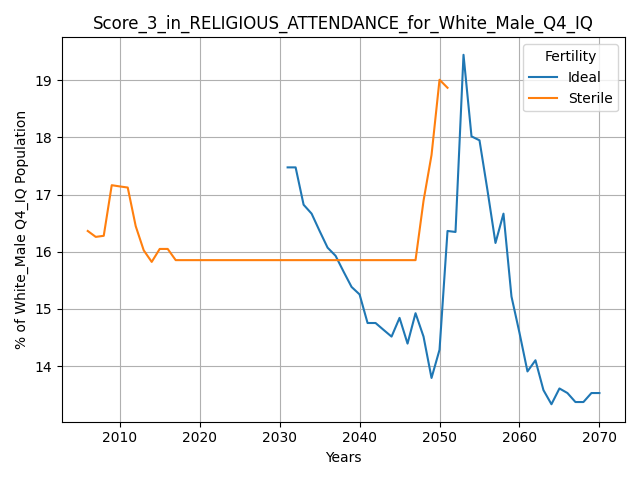 Score_3_in_RELIGIOUS_ATTENDANCE_for_White_Male_Q4_IQ
Fertility
Ideal
Sterile
% of White_Male Q4_IQ Population
19
18
17
16
15
14
2010
2020
2030
2040
2050
2060
2070
Years